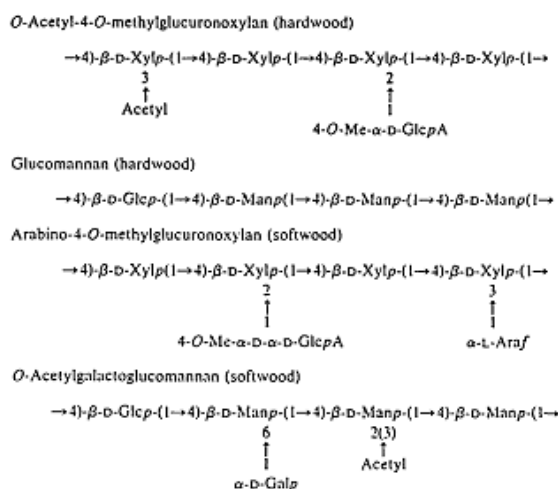 O-Acetyl-4-O-methylglucuronoxylan (hardwood)
→4)-β-D-Xylp-(1→4)-β-D-Xylp-(1→4)-β-D-Xylp-(1→4)-β-D-Xylp-(1→
3 2
↑ ↑
Acetyl 1
4-O-Me-α-D-GlcpA
Glucomannan (hardwood)
→4)-β-D-Glcp-(1→4)-β-D-Manp(1→4)-β-D-Manp-(1→4)-β-D-Manp(1→
Arabino-4-O-methylglucuronoxylan (softwood)
→4)-β-D-Xylp(1→4)-β-D-Xylp-(1→4)-β-D-Xylp-(1→4)-β-D-Xylp-(1→
2 3
↑ ↑
1 1
4-O-Me-α-D-α-D-GlcpA α-L-Araf
O-Acetylgalactoglucomannan (softwood)
→4)-β-D-Glcp-(1→4)-β-D-Manp-(1→4)-β-D-Manp-(1→4)-β-D-Manp-(1→
6 2(3)
↑ ↑
1 Acetyl
α-D-Galp